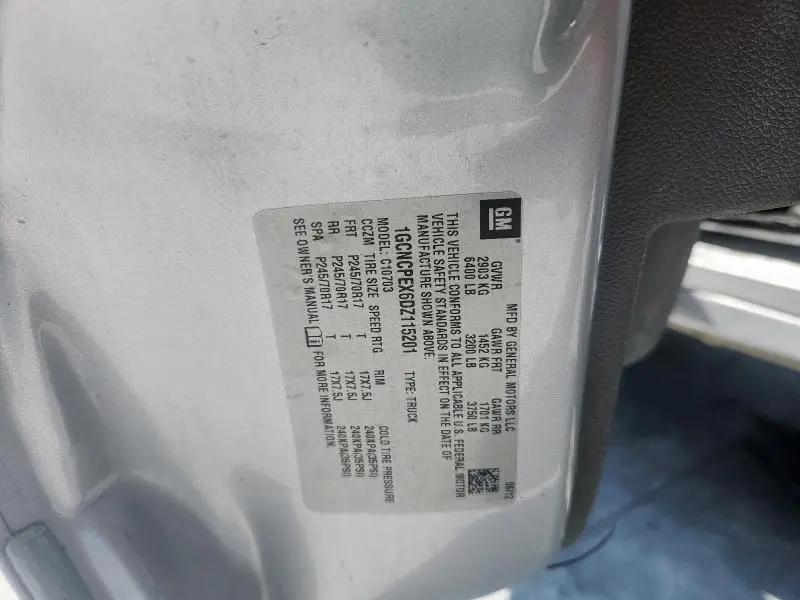 GM
MFD BY GENERAL MOTORS LLC 06/12
GVWR GAWR FRT GAWR RR
2903 KG 1452 KG 1701 KG
6400 LB 3200 LB 3750 LB
THIS VEHICLE CONFORMS TO ALL APPLICABLE U.S. FEDERAL MOTOR
VEHICLE SAFETY STANDARDS IN EFFECT ON THE DATE OF
MANUFACTURE SHOWN ABOVE.
1GCNCPEX6DZ115201 TYPE: TRUCK
MODEL: C10703
CCZM TIRE SIZE SPEED RTG RIM COLD TIRE PRESSURE
FRT P245/70R17 T 17X7.5J 240KPA(35PSI)
RR P245/70R17 T 17X7.5J 240KPA(35PSI)
SPA P245/70R17 T 17X7.5J 240KPA(35PSI)
SEE OWNER'S MANUAL FOR MORE INFORMATION.